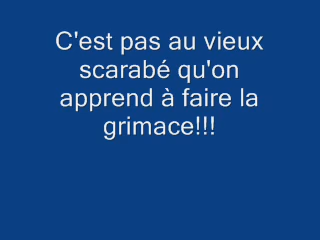 C'est pas au vieux
scarabé qu'on
apprend à faire la
grimace!!!